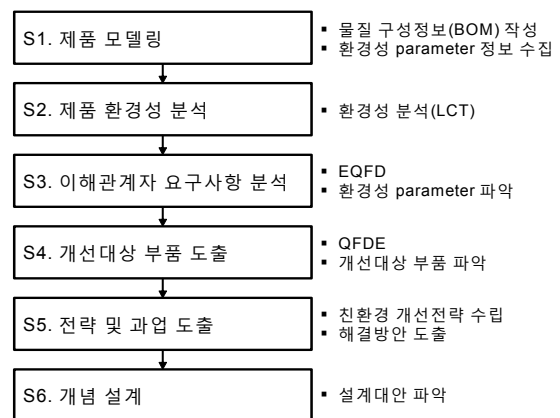 S1. 제품 모델링
▪ 물질 구성정보(BOM) 작성
▪ 환경성 parameter 정보 수집
S2. 제품 환경성 분석
▪ 환경성 분석(LCT)
S3. 이해관계자 요구사항 분석
▪ EQFD
▪ 환경성 parameter 파악
S4. 개선대상 부품 도출
▪ QFDE
▪ 개선대상 부품 파악
S5. 전략 및 과업 도출
▪ 친환경 개선전략 수립
▪ 해결방안 도출
S6. 개념 설계
▪ 설계대안 파악